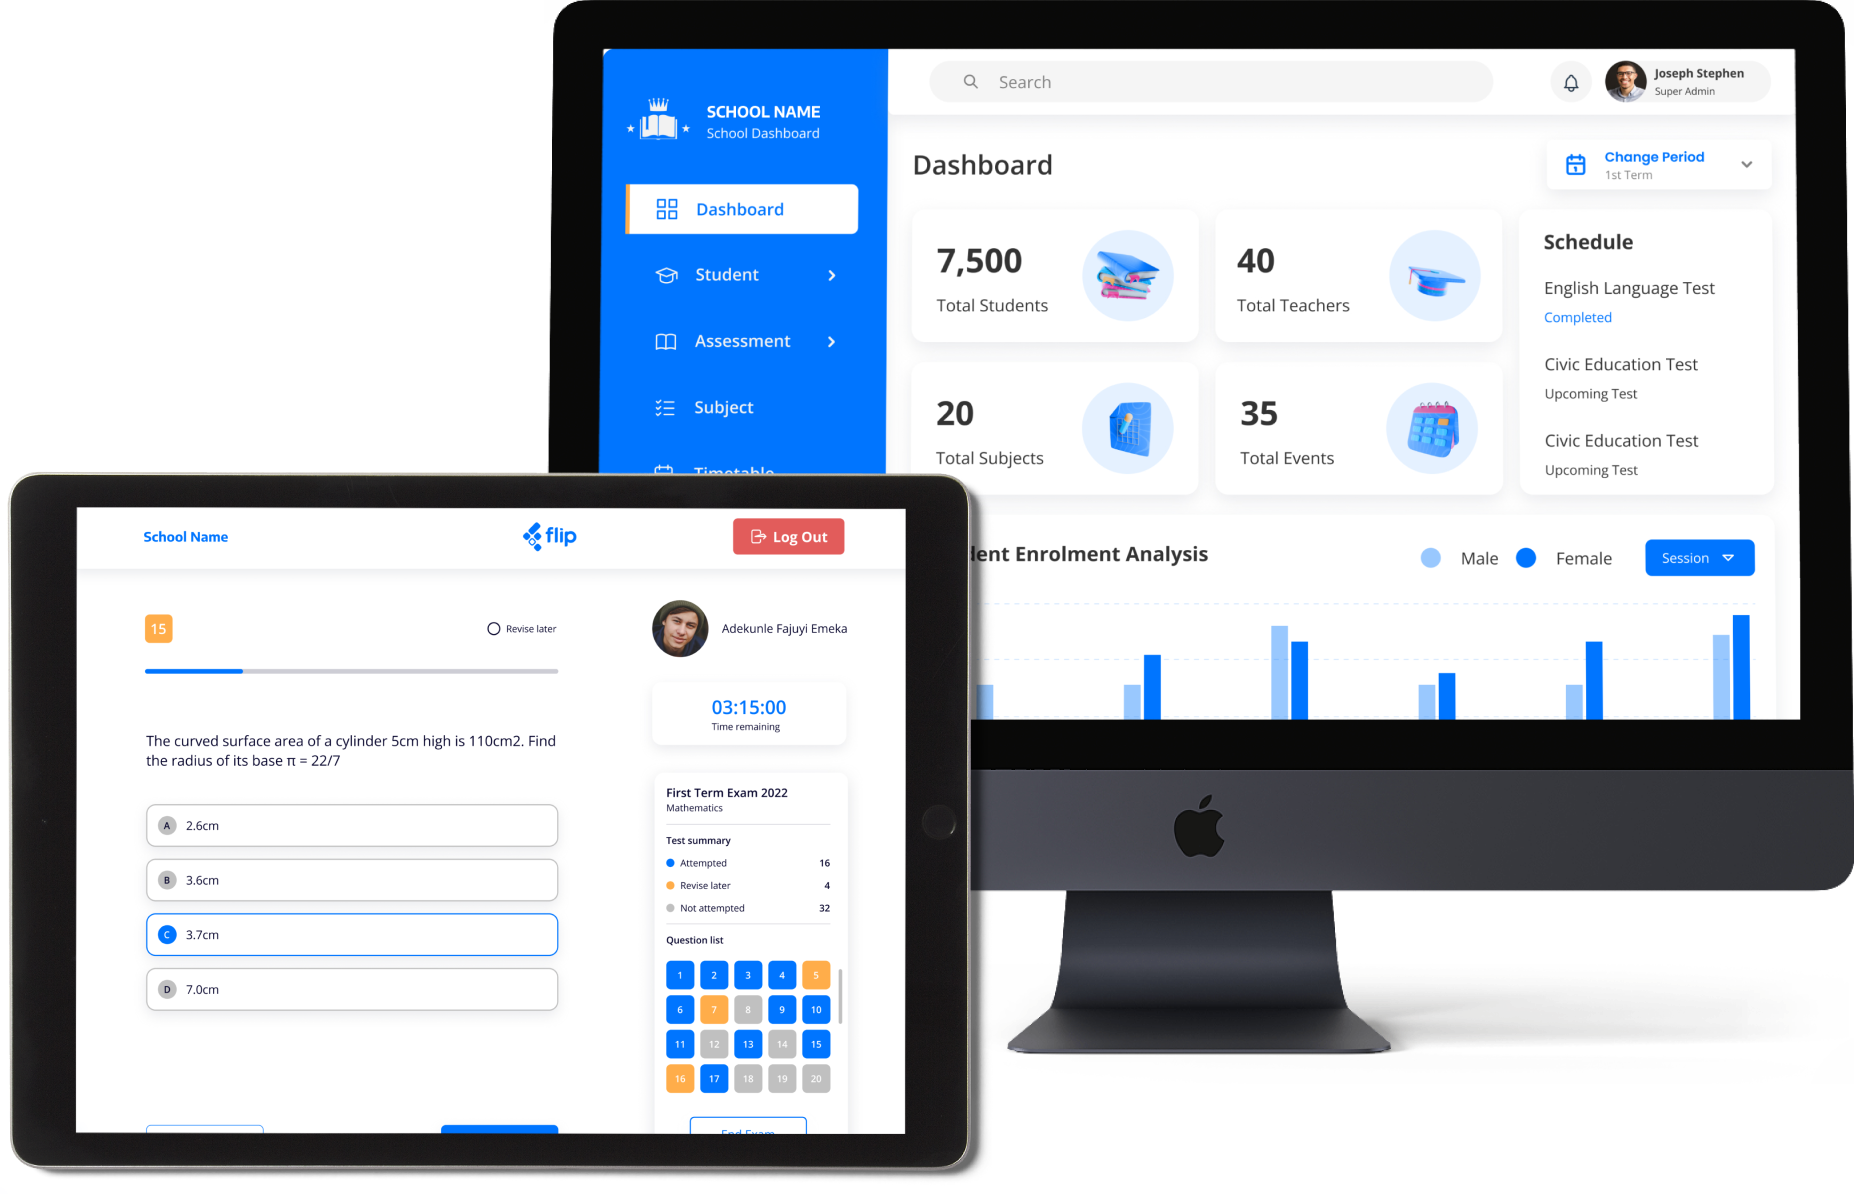 SCHOOL NAME
School Dashboard
Dashboard
Student
Assessment
Subject
Timetable
Search
Joseph Stephen
Super Admin
Dashboard
Change Period
1st Term
7,500
Total Students
40
Total Teachers
20
Total Subjects
35
Total Events
Schedule
English Language Test
Completed
Civic Education Test
Upcoming Test
Civic Education Test
Upcoming Test
dent Enrolment Analysis
Male
Female
Session
School Name
flip
Log Out
15
Revise later
Adekunle Fajuyi Emeka
03:15:00
Time remaining
The curved surface area of a cylinder 5cm high is 110cm2. Find
the radius of its base π = 22/7
A 2.6cm
B 3.6cm
C 3.7cm
D 7.0cm
First Term Exam 2022
Mathematics
Test summary
Attempted 16
Revise later 4
Not attempted 32
Question list
1 2 3 4 5
6 7 8 9 10
11 12 13 14 15
16 17 18 19 20
End Exam